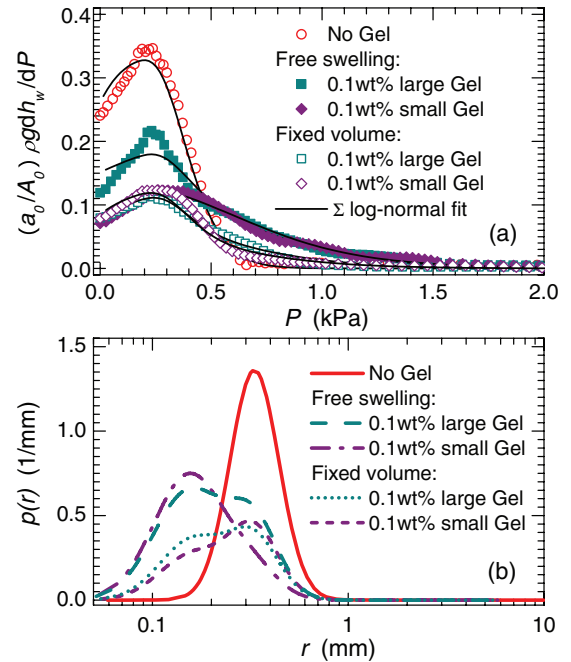 (a₀/A₀) ρgdh_w/dP
0.4
0.3
0.2
0.1
0.0
No Gel
Free swelling:
0.1wt% large Gel
0.1wt% small Gel
Fixed volume:
0.1wt% large Gel
0.1wt% small Gel
Σ log-normal fit
(a)
0.0 0.5 1.0 1.5 2.0
P (kPa)
p(r) (1/mm)
1.5
1.0
0.5
0.0
No Gel
Free swelling:
0.1wt% large Gel
0.1wt% small Gel
Fixed volume:
0.1wt% large Gel
0.1wt% small Gel
(b)
0.1 1 10
r (mm)